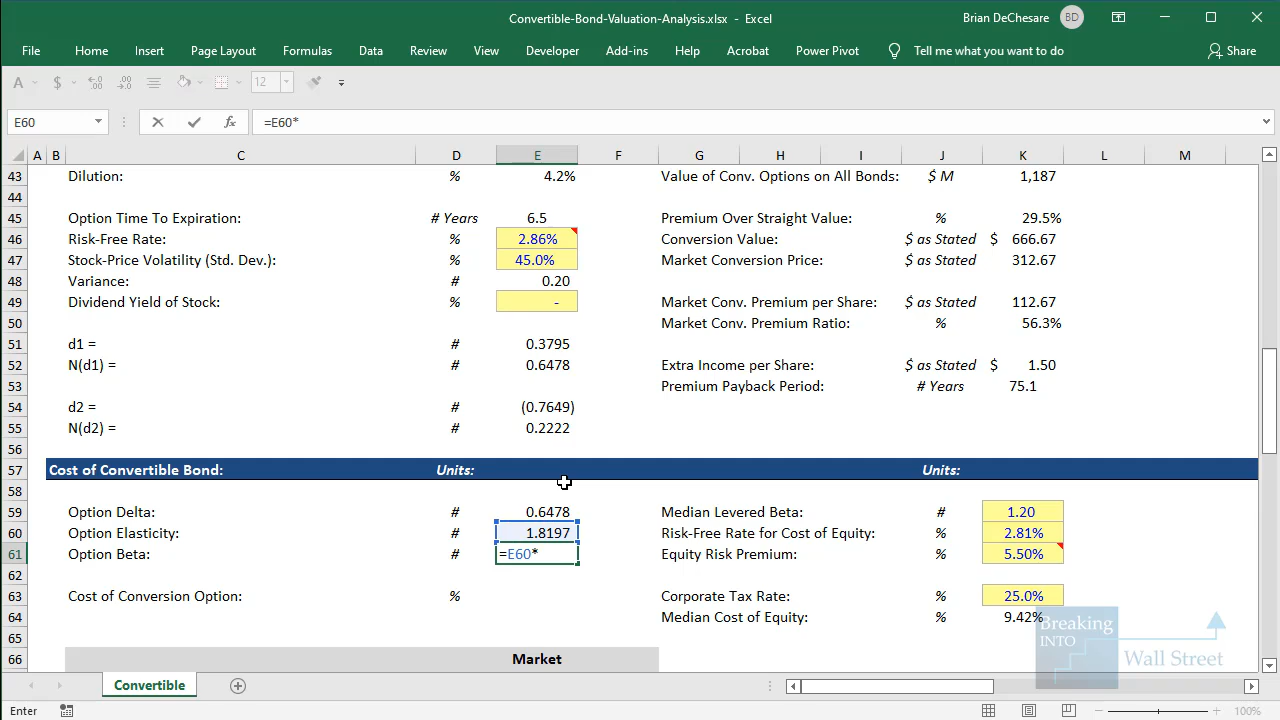 Convertible-Bond-Valuation-Analysis.xlsx - Excel
Brian DeChesare BD
File Home Insert Page Layout Formulas Data Review View Developer Add-ins Help Acrobat Power Pivot Tell me what you want to do Share
A $ .00 12
E60 fx =E60*
A B C D E F G H I J K L M
43 Dilution: % 4.2% Value of Conv. Options on All Bonds: $ M 1,187
44
45 Option Time To Expiration: # Years 6.5 Premium Over Straight Value: % 29.5%
46 Risk-Free Rate: % 2.86% Conversion Value: $ as Stated $ 666.67
47 Stock-Price Volatility (Std. Dev.): % 45.0% Market Conversion Price: $ as Stated 312.67
48 Variance: # 0.20
49 Dividend Yield of Stock: % - Market Conv. Premium per Share: $ as Stated 112.67
50 Market Conv. Premium Ratio: % 56.3%
51 d1 = # 0.3795
52 N(d1) = # 0.6478 Extra Income per Share: $ as Stated $ 1.50
53 Premium Payback Period: # Years 75.1
54 d2 = # (0.7649)
55 N(d2) = # 0.2222
56
57 Cost of Convertible Bond: Units: Units:
58
59 Option Delta: # 0.6478 Median Levered Beta: # 1.20
60 Option Elasticity: # 1.8197 Risk-Free Rate for Cost of Equity: % 2.81%
61 Option Beta: # =E60* Equity Risk Premium: % 5.50%
62
63 Cost of Conversion Option: % Corporate Tax Rate: % 25.0%
64 Median Cost of Equity: % 9.42%
65
66 Market
Breaking
INTO
Wall Street
Convertible
Enter 100%